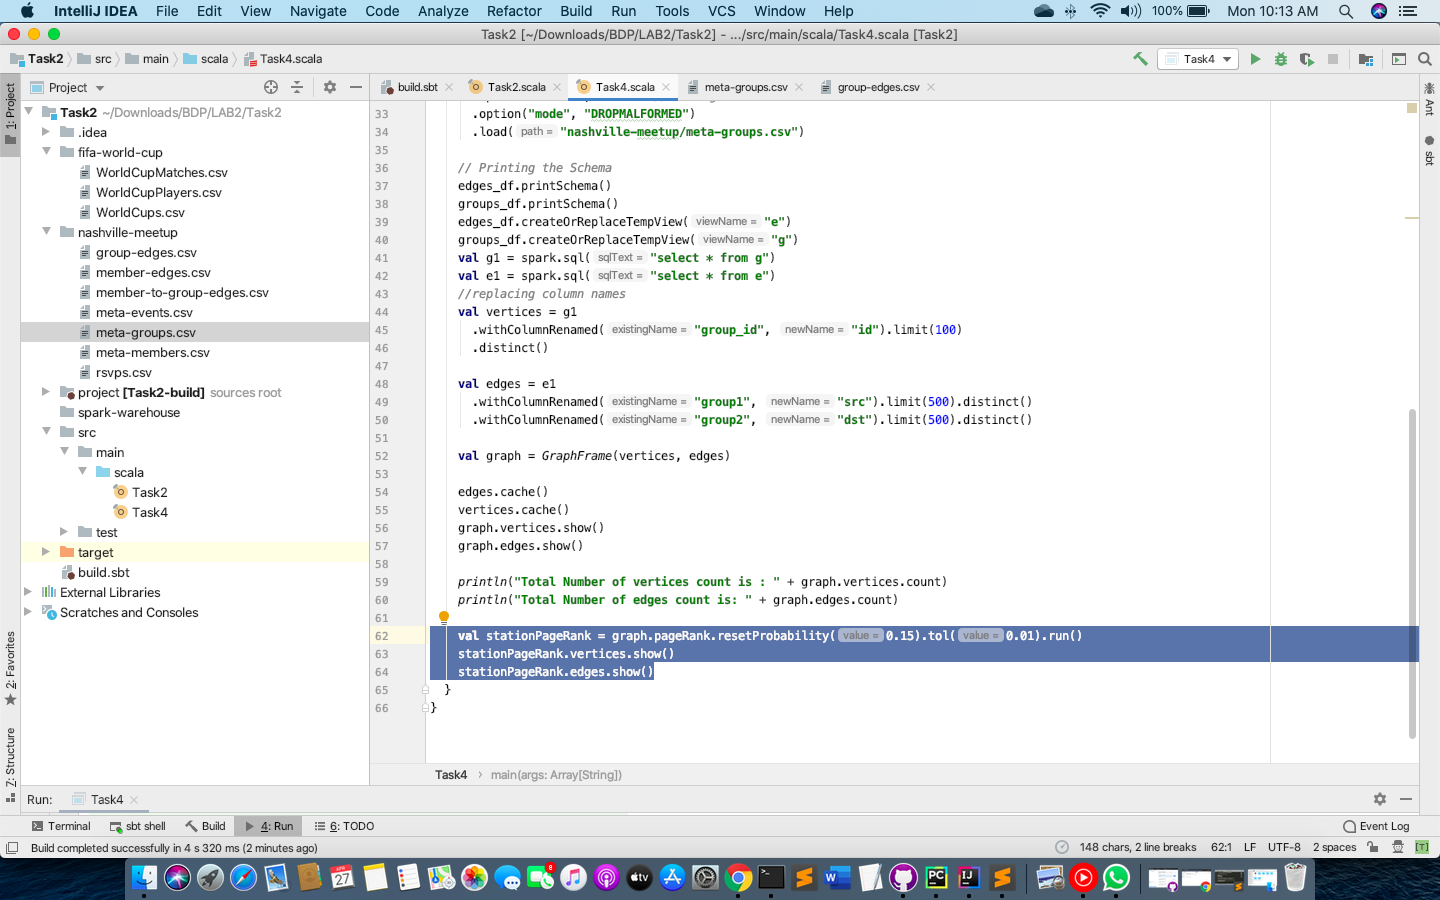 IntelliJ IDEA File Edit View Navigate Code Analyze Refactor Build Run Tools VCS Window Help 100% Mon 10:13 AM
Task2 [~/Downloads/BDP/LAB2/Task2] - .../src/main/scala/Task4.scala [Task2]
Task2 src main scala Task4.scala Task4
Project build.sbt Task2.scala Task4.scala meta-groups.csv group-edges.csv
1: Project
2: Favorites
Z: Structure
Ant
sbt
Task2 ~/Downloads/BDP/LAB2/Task2
.idea
fifa-world-cup
WorldCupMatches.csv
WorldCupPlayers.csv
WorldCups.csv
nashville-meetup
group-edges.csv
member-edges.csv
member-to-group-edges.csv
meta-events.csv
meta-groups.csv
meta-members.csv
rsvps.csv
project [Task2-build] sources root
spark-warehouse
src
main
scala
Task2
Task4
test
target
build.sbt
External Libraries
Scratches and Consoles
33 .option("mode", "DROPMALFORMED")
34 .load( path = "nashville-meetup/meta-groups.csv")
35
36 // Printing the Schema
37 edges_df.printSchema()
38 groups_df.printSchema()
39 edges_df.createOrReplaceTempView( viewName = "e")
40 groups_df.createOrReplaceTempView( viewName = "g")
41 val g1 = spark.sql( sqlText = "select * from g")
42 val e1 = spark.sql( sqlText = "select * from e")
43 //replacing column names
44 val vertices = g1
45 .withColumnRenamed( existingName = "group_id", newName = "id").limit(100)
46 .distinct()
47
48 val edges = e1
49 .withColumnRenamed( existingName = "group1", newName = "src").limit(500).distinct()
50 .withColumnRenamed( existingName = "group2", newName = "dst").limit(500).distinct()
51
52 val graph = GraphFrame(vertices, edges)
53
54 edges.cache()
55 vertices.cache()
56 graph.vertices.show()
57 graph.edges.show()
58
59 println("Total Number of vertices count is : " + graph.vertices.count)
60 println("Total Number of edges count is: " + graph.edges.count)
61
62 val stationPageRank = graph.pageRank.resetProbability( value = 0.15).tol( value = 0.01).run()
63 stationPageRank.vertices.show()
64 stationPageRank.edges.show()
65 }
66 }
Task4 › main(args: Array[String])
Run: Task4
Terminal sbt shell Build 4: Run 6: TODO Event Log
Build completed successfully in 4 s 320 ms (2 minutes ago) 148 chars, 2 line breaks 62:1 LF UTF-8 2 spaces [T]
27 tv W PC IJ 8